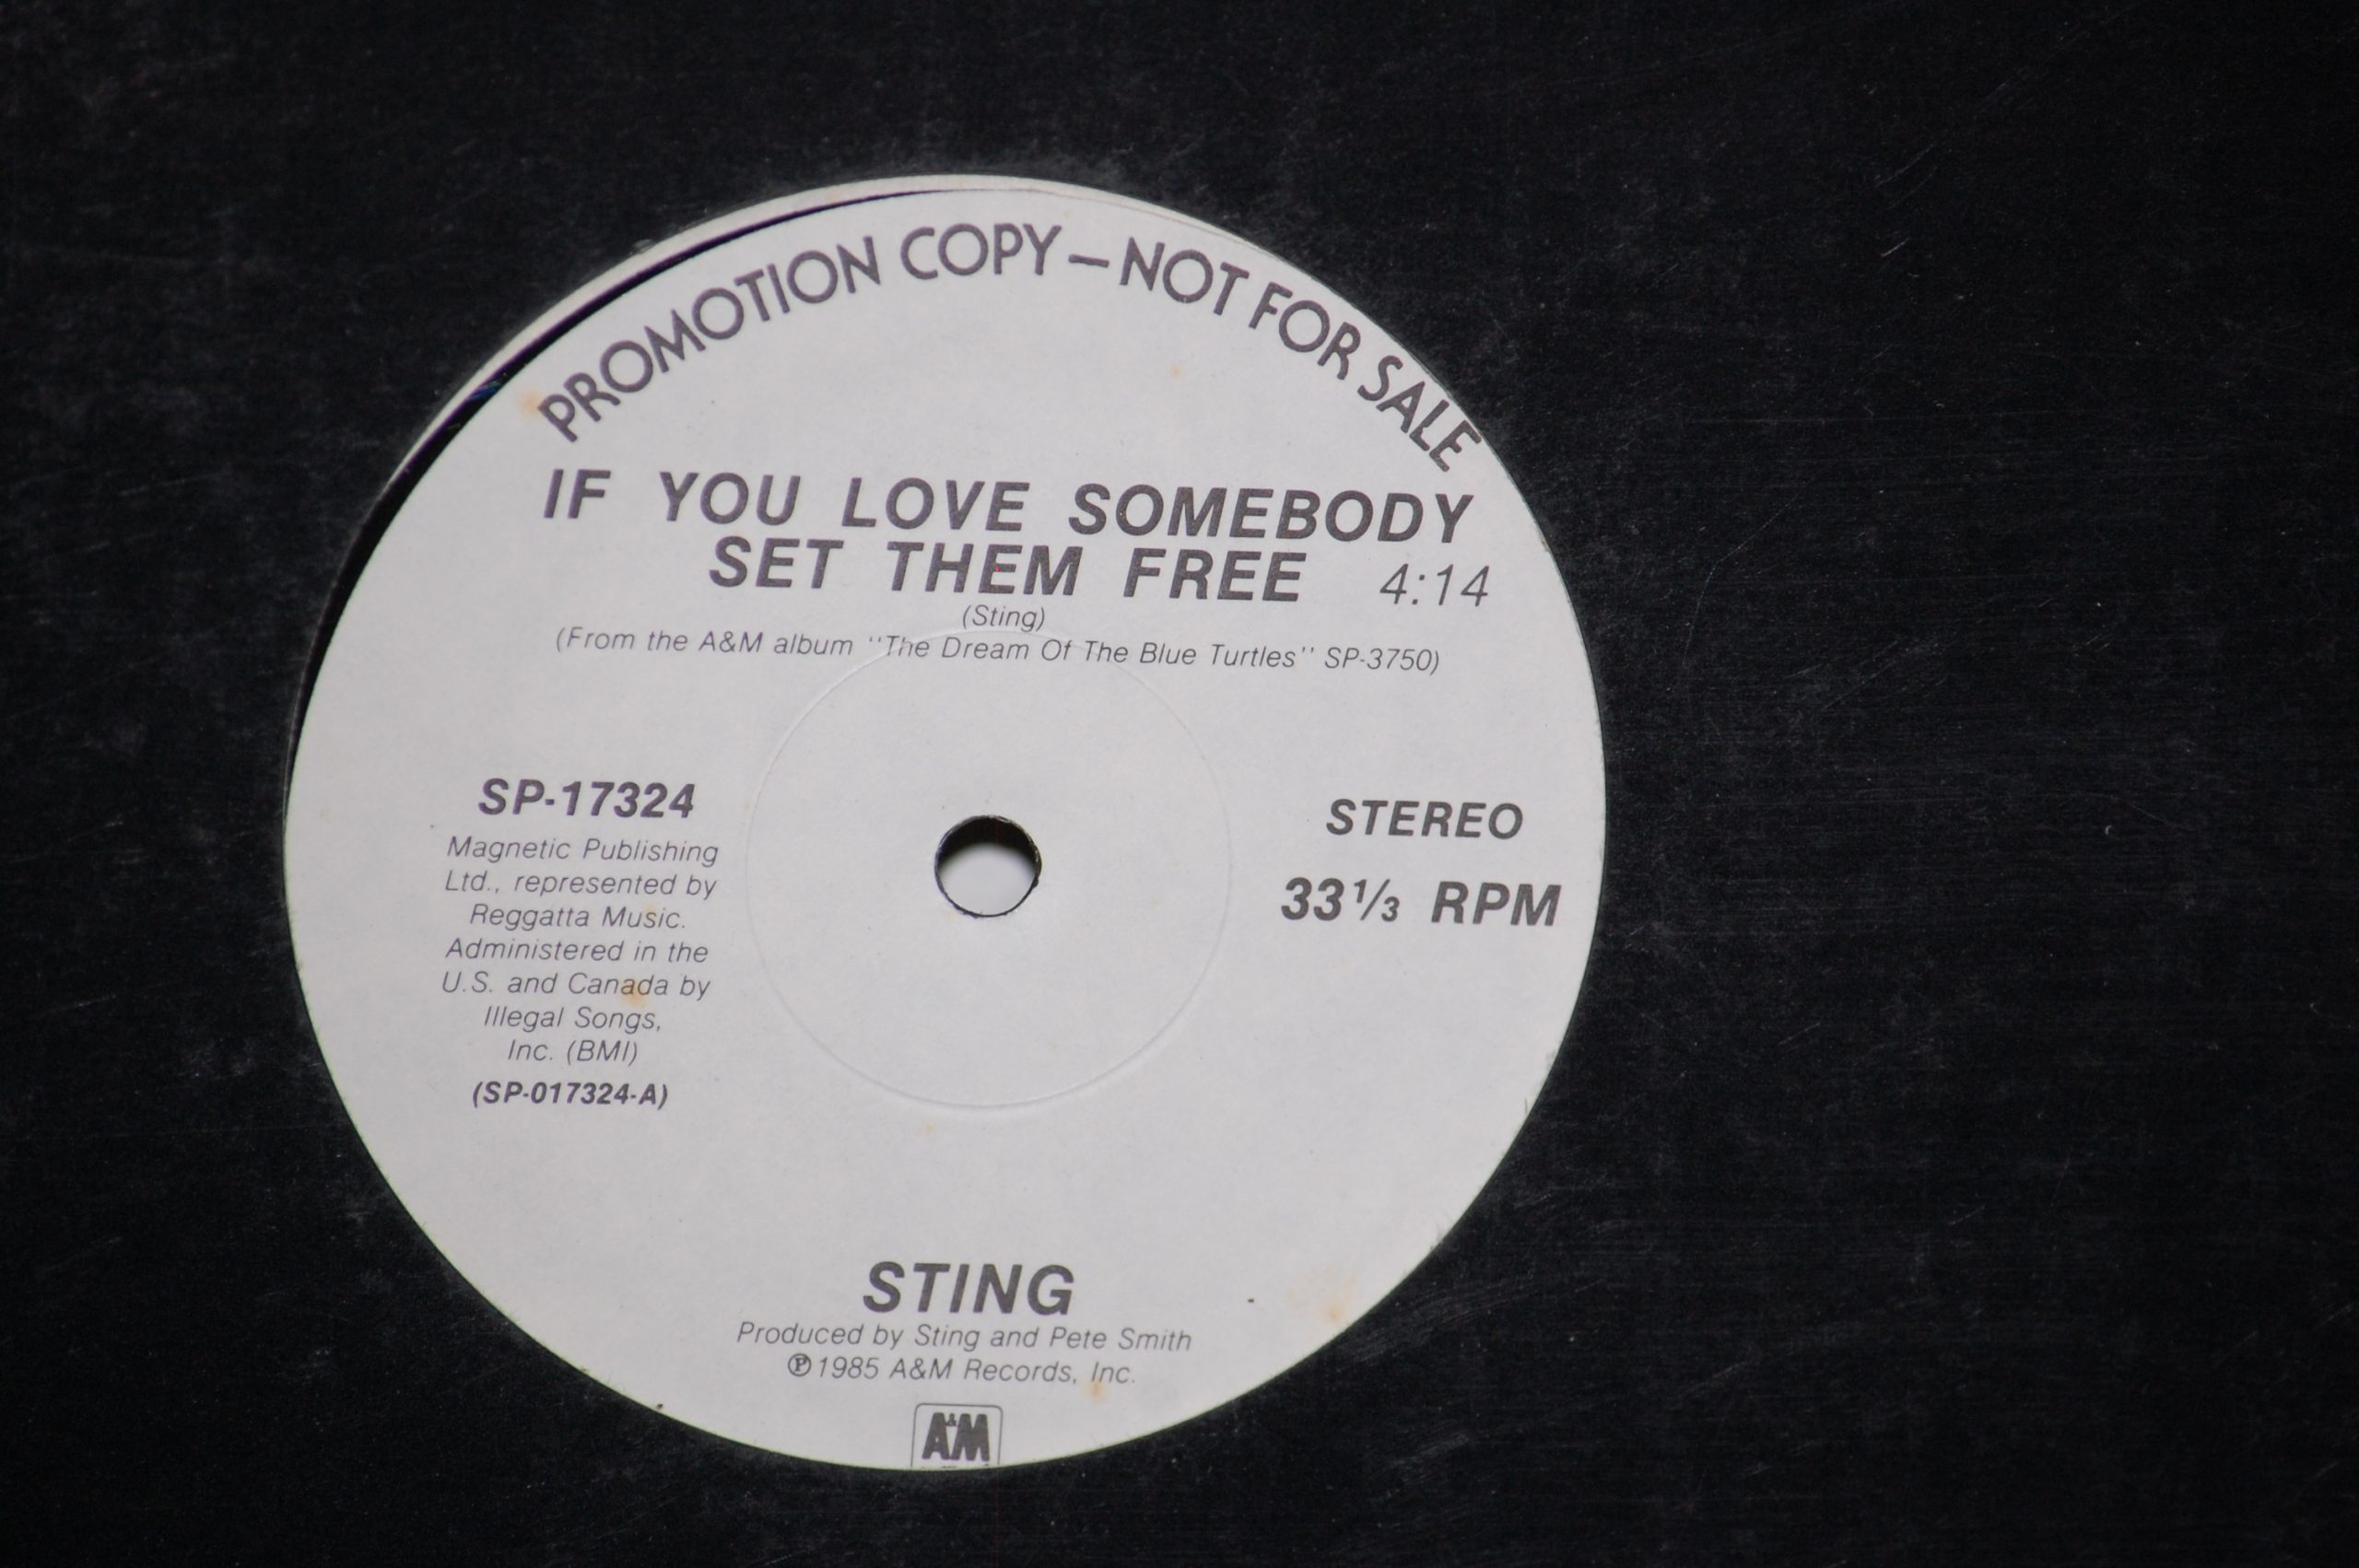 PROMOTION COPY — NOT FOR SALE
IF YOU LOVE SOMEBODY
SET THEM FREE 4:14
(Sting)
(From the A&M album "The Dream Of The Blue Turtles" SP-3750)
SP-17324
Magnetic Publishing
Ltd., represented by
Reggatta Music.
Administered in the
U.S. and Canada by
Illegal Songs,
Inc. (BMI)
(SP-017324-A)
STEREO
33⅓ RPM
STING
Produced by Sting and Pete Smith
℗1985 A&M Records, Inc.
A&M